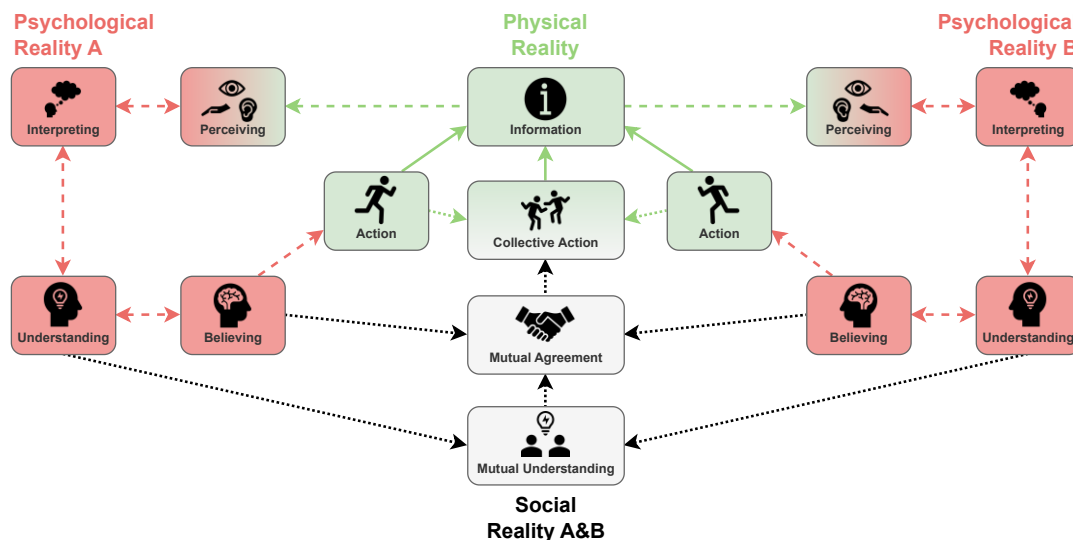 Psychological
Reality A
Physical
Reality
Psychological
Reality B
Interpreting
Perceiving
Information
Perceiving
Interpreting
Action
Collective Action
Action
Understanding
Believing
Mutual Agreement
Believing
Understanding
Mutual Understanding
Social
Reality A&B